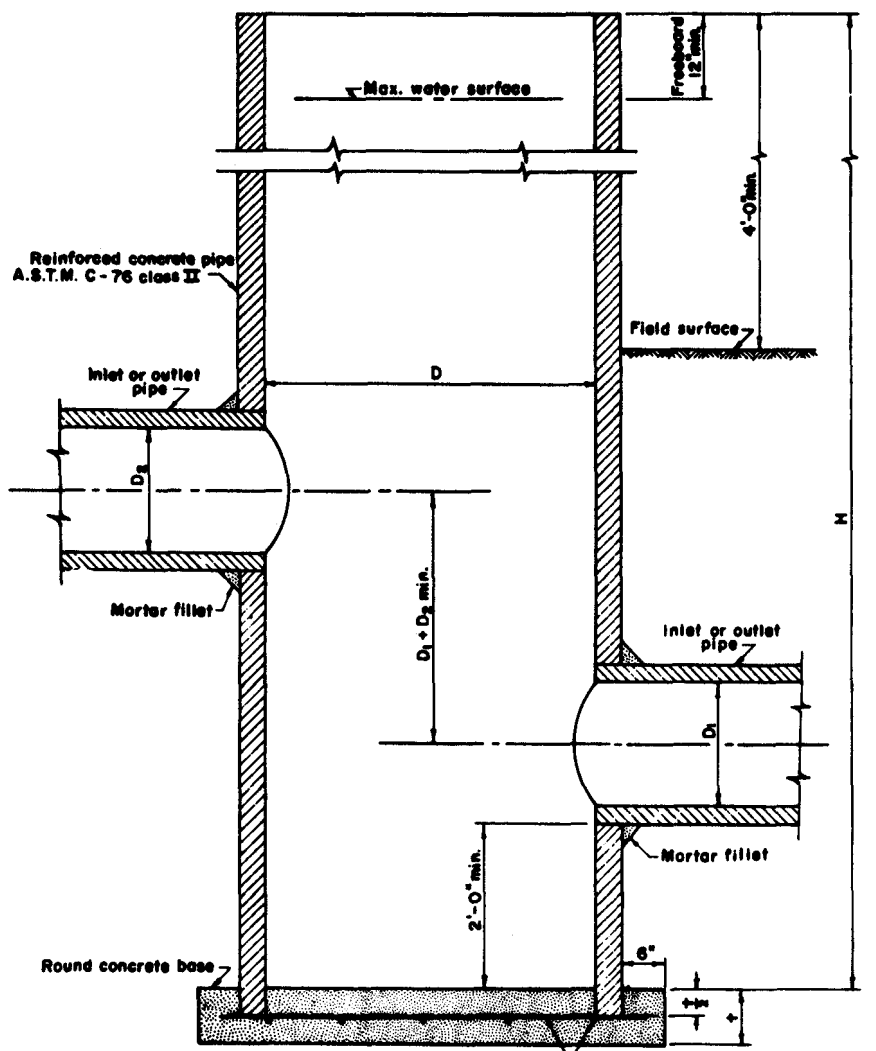 Freeboard
12" min.
Max. water surface
4'-0" min.
Reinforced concrete pipe
A.S.T.M. C-76 class II
Field surface
Inlet or outlet
pipe
D
D2
H
D1 + D2 min.
Mortar fillet
Inlet or outlet
pipe
D1
Mortar fillet
2'-0" min.
6"
Round concrete base
t/2
t